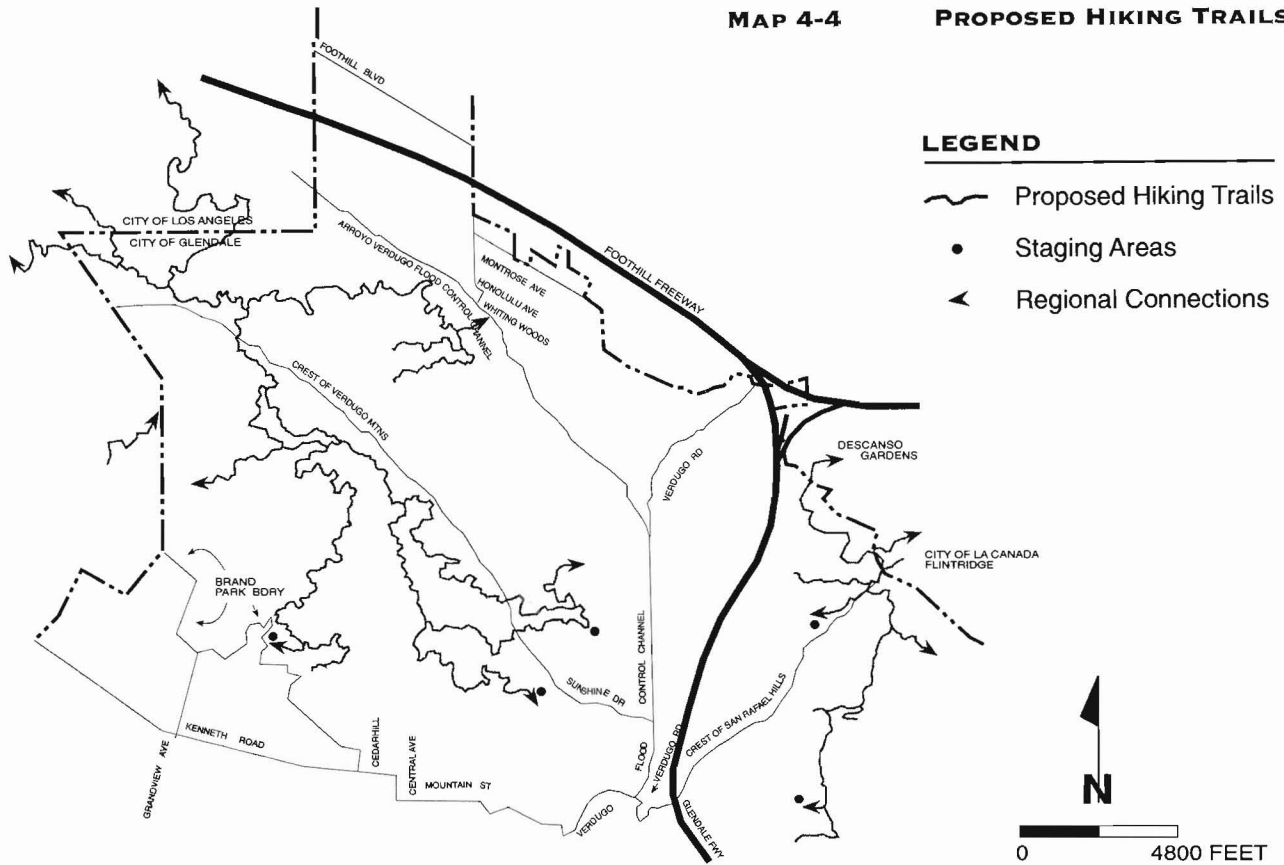 MAP 4-4 PROPOSED HIKING TRAILS
LEGEND
Proposed Hiking Trails
Staging Areas
Regional Connections
FOOTHILL BLVD
CITY OF LOS ANGELES
CITY OF GLENDALE
ARROYO VERDUGO FLOOD CONTROL CHANNEL
MONTROSE AVE
HONOLULU AVE
WHITING WOODS
FOOTHILL FREEWAY
CREST OF VERDUGO MTNS
VERDUGO RD
DESCANSO
GARDENS
CITY OF LA CANADA
FLINTRIDGE
BRAND
PARK BDRY
CONTROL CHANNEL
FLOOD
SUNSHINE DR
VERDUGO RD
CREST OF SAN RAFAEL HILLS
GRANDVIEW AVE
KENNETH ROAD
CEDARHILL
CENTRAL AVE
MOUNTAIN ST
VERDUGO
GLENDALE FWY
N
0 4800 FEET